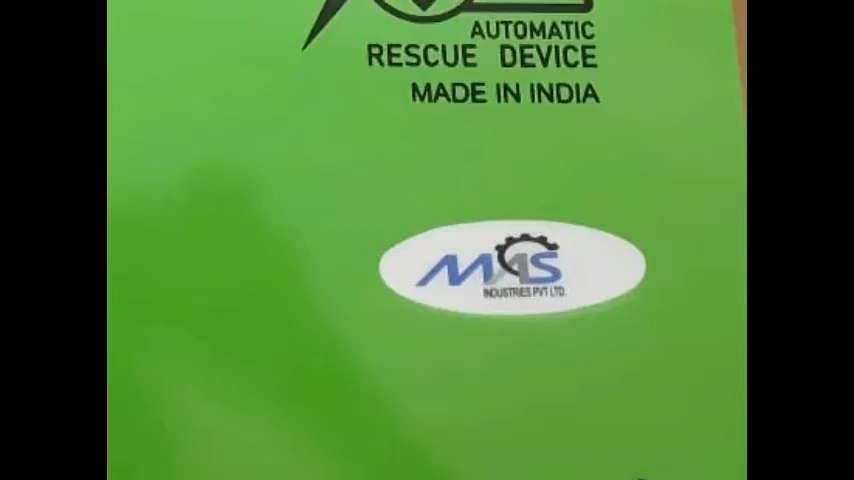 AUTOMATIC
RESCUE DEVICE
MADE IN INDIA
MAS
INDUSTRIES PVT LTD.